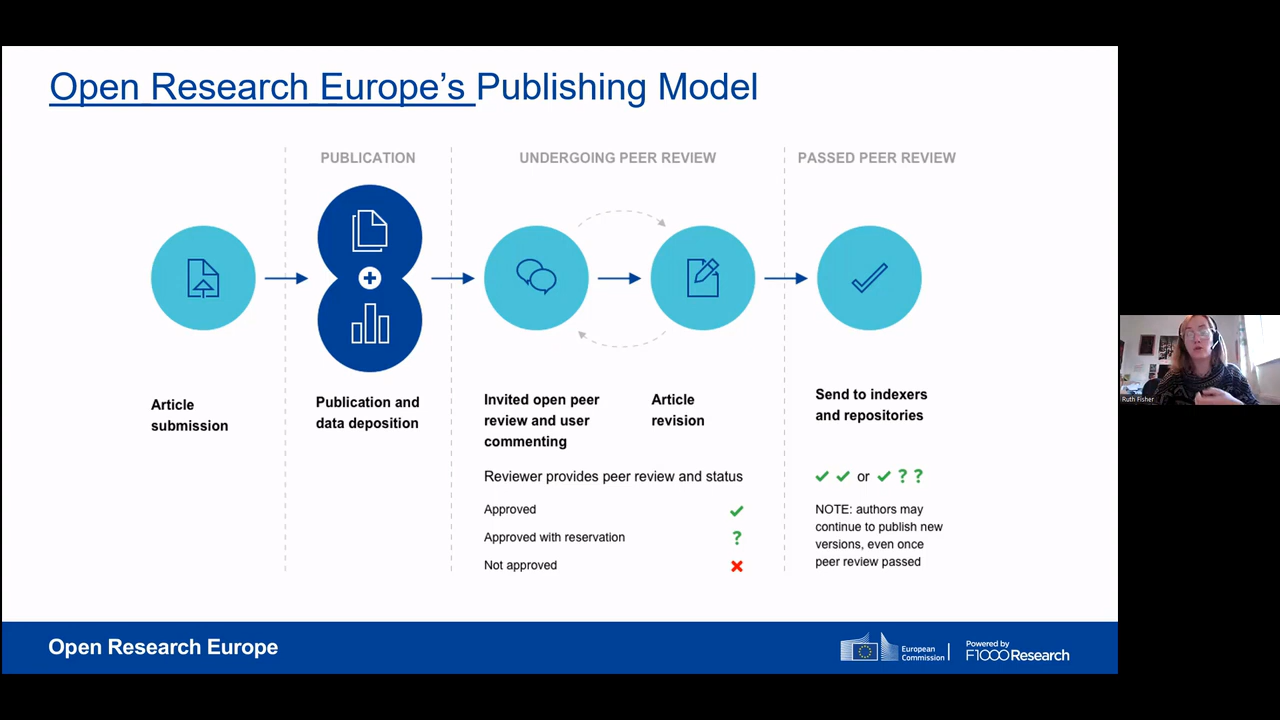 Open Research Europe's Publishing Model
PUBLICATION
UNDERGOING PEER REVIEW
PASSED PEER REVIEW
Article
submission
Publication and
data deposition
Invited open peer
review and user
commenting
Article
revision
Send to indexers
and repositories
Reviewer provides peer review and status
Approved
Approved with reservation
?
Not approved
or ? ?
NOTE: authors may
continue to publish new
versions, even once
peer review passed
Ruth Fisher
Open Research Europe
European
Commission
Powered by
F1000Research